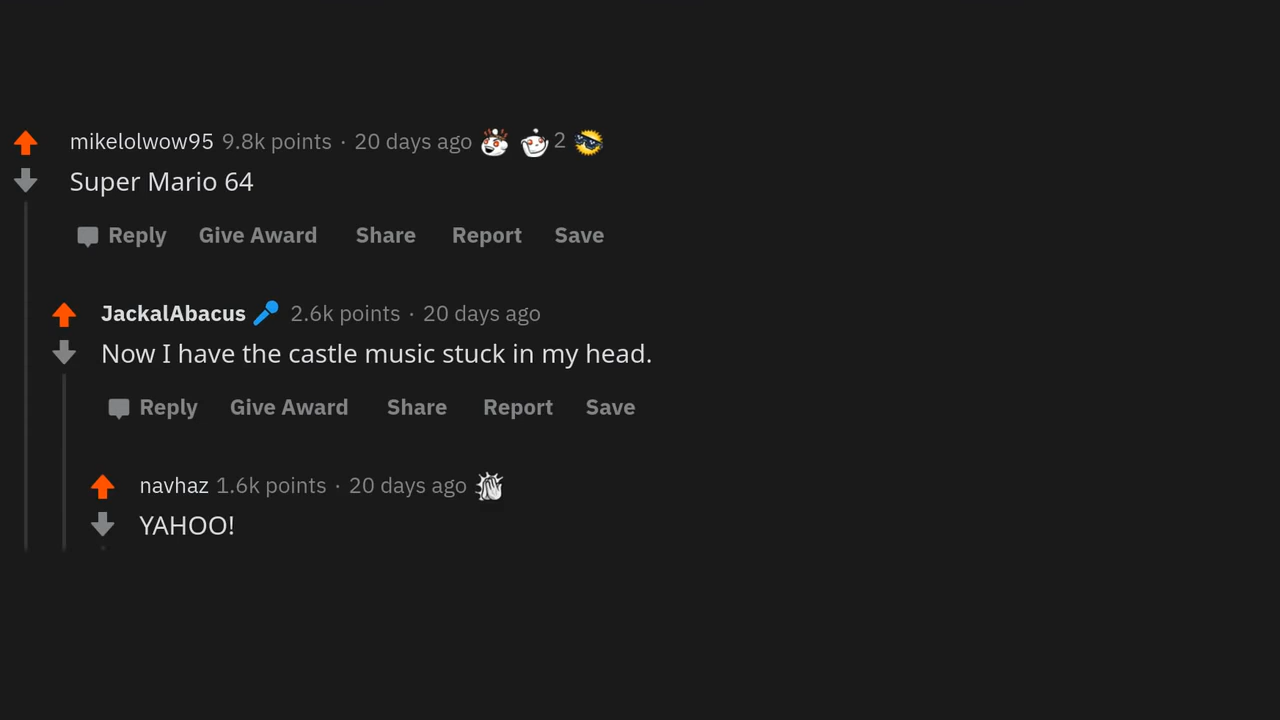 mikelolwow95 9.8k points · 20 days ago 2
Super Mario 64
Reply Give Award Share Report Save
JackalAbacus 2.6k points · 20 days ago
Now I have the castle music stuck in my head.
Reply Give Award Share Report Save
navhaz 1.6k points · 20 days ago
YAHOO!